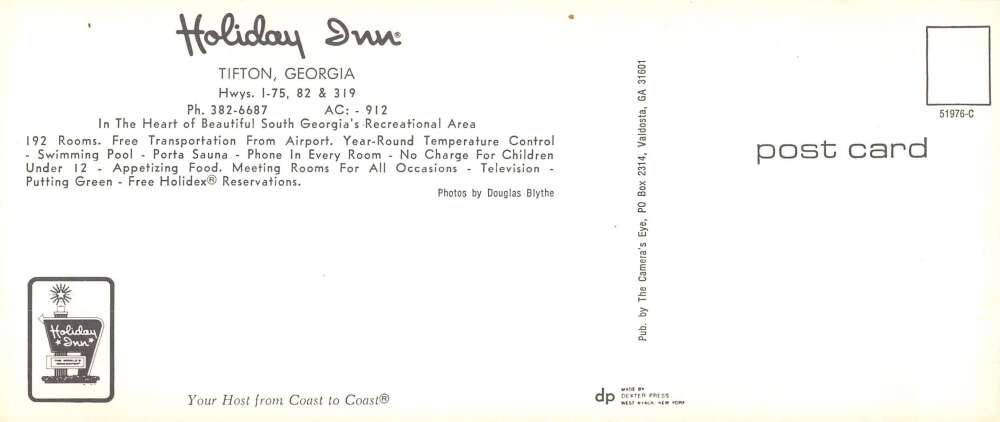 Holiday Inn®
TIFTON, GEORGIA
Hwys. I-75, 82 & 319
Ph. 382-6687 AC: - 912
In The Heart of Beautiful South Georgia's Recreational Area
192 Rooms. Free Transportation From Airport. Year-Round Temperature Control
- Swimming Pool - Porta Sauna - Phone In Every Room - No Charge For Children
Under 12 - Appetizing Food. Meeting Rooms For All Occasions - Television -
Putting Green - Free Holidex® Reservations.
Photos by Douglas Blythe
Holiday
Inn
THE WORLD'S
INNKEEPER
Your Host from Coast to Coast®
Pub. by The Camera's Eye, PO Box 2314, Valdosta, GA 31601
dp
MADE BY
DEXTER PRESS
WEST NYACK, NEW YORK
51976-C
post card